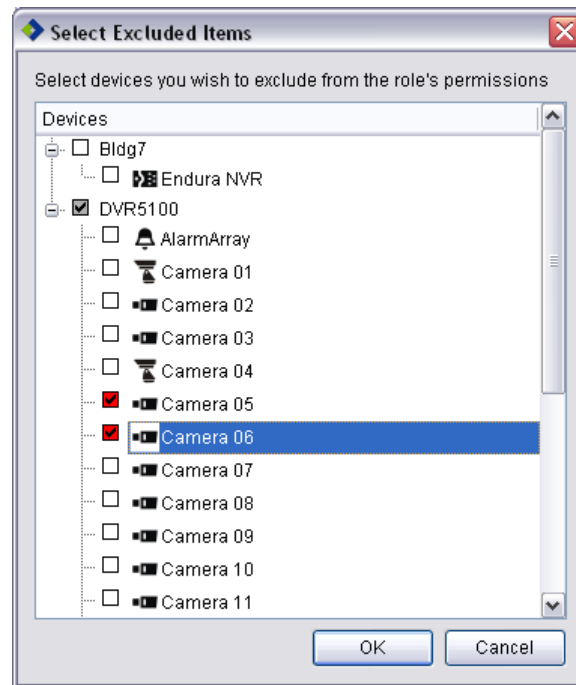 Select Excluded Items
Select devices you wish to exclude from the role's permissions
Devices
Bldg7
Endura NVR
DVR5100
AlarmArray
Camera 01
Camera 02
Camera 03
Camera 04
Camera 05
Camera 06
Camera 07
Camera 08
Camera 09
Camera 10
Camera 11
OK Cancel